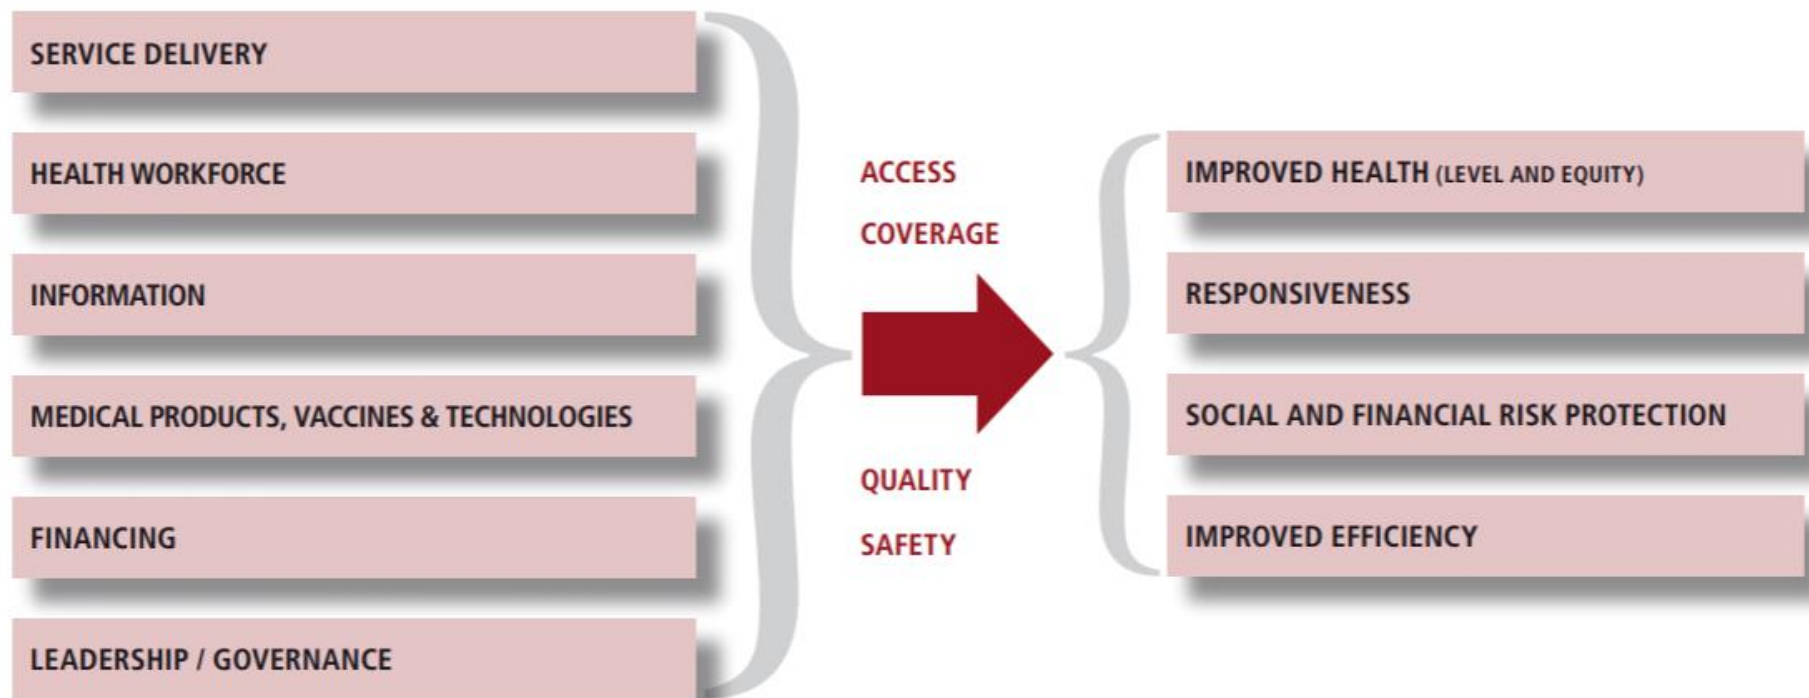 SERVICE DELIVERY
HEALTH WORKFORCE
INFORMATION
MEDICAL PRODUCTS, VACCINES & TECHNOLOGIES
FINANCING
LEADERSHIP / GOVERNANCE
ACCESS
COVERAGE
QUALITY
SAFETY
IMPROVED HEALTH (LEVEL AND EQUITY)
RESPONSIVENESS
SOCIAL AND FINANCIAL RISK PROTECTION
IMPROVED EFFICIENCY